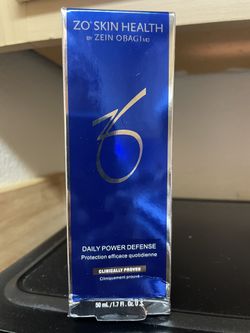 ZO® SKIN HEALTH
BY ZEIN OBAGI MD
DAILY POWER DEFENSE
Protection efficace quotidienne
CLINICALLY PROVEN
Cliniquement prouvé
50 mL / 1.7 Fl. Oz. U.S.